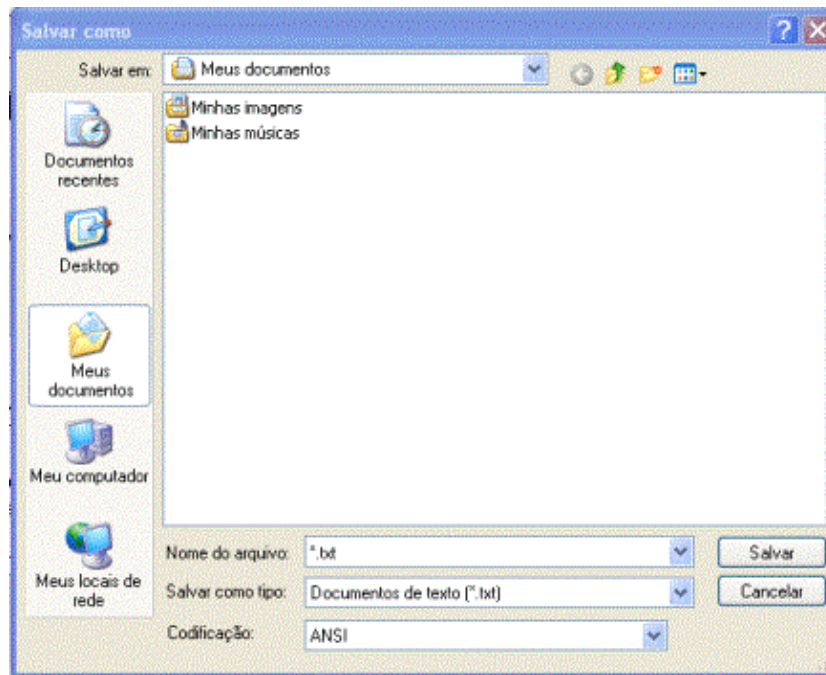 Salvar como
Salvar em:
Meus documentos
Minhas imagens
Minhas músicas
Documentos
recentes
Desktop
Meus
documentos
Meu computador
Meus locais de
rede
Nome do arquivo:
*.txt
Salvar
Salvar como tipo:
Documentos de texto (*.txt)
Cancelar
Codificação:
ANSI